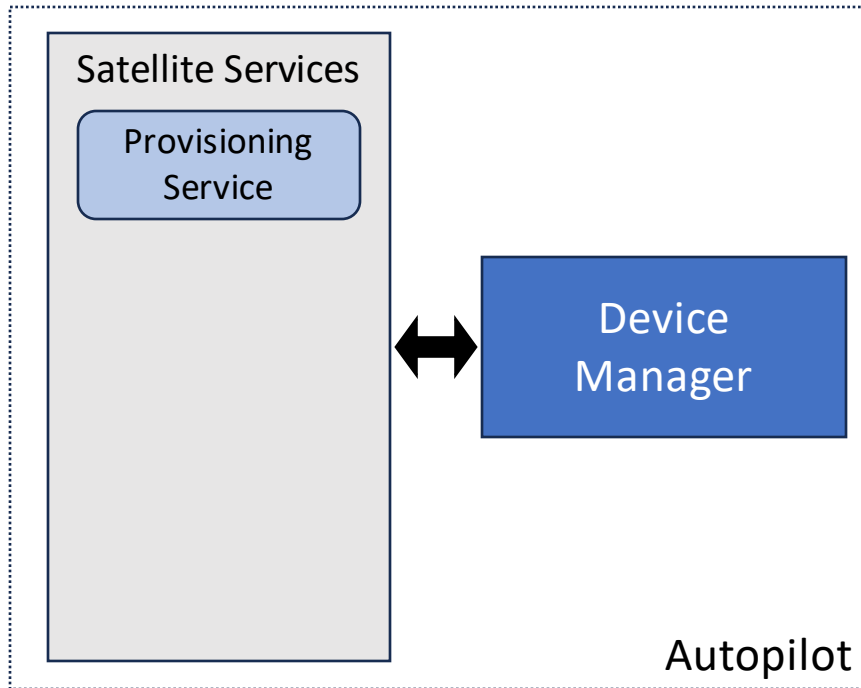 Satellite Services
Provisioning
Service
Device
Manager
Autopilot